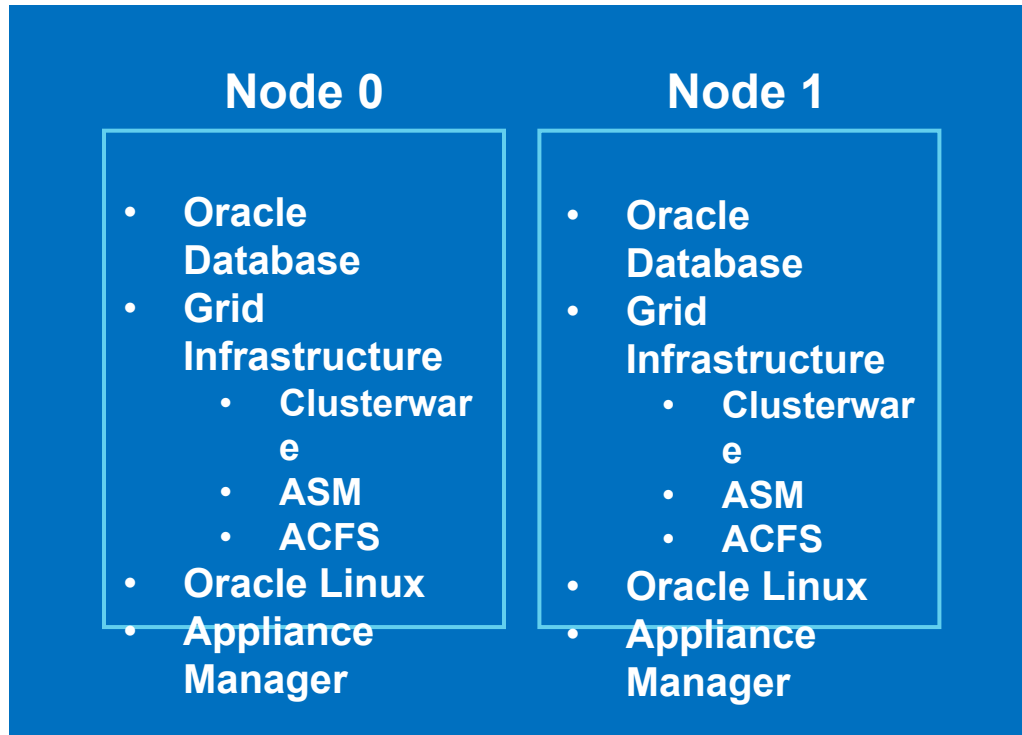 Node 0
• Oracle
Database
• Grid
Infrastructure
• Clusterwar
e
• ASM
• ACFS
• Oracle Linux
• Appliance
Manager
Node 1
• Oracle
Database
• Grid
Infrastructure
• Clusterwar
e
• ASM
• ACFS
• Oracle Linux
• Appliance
Manager